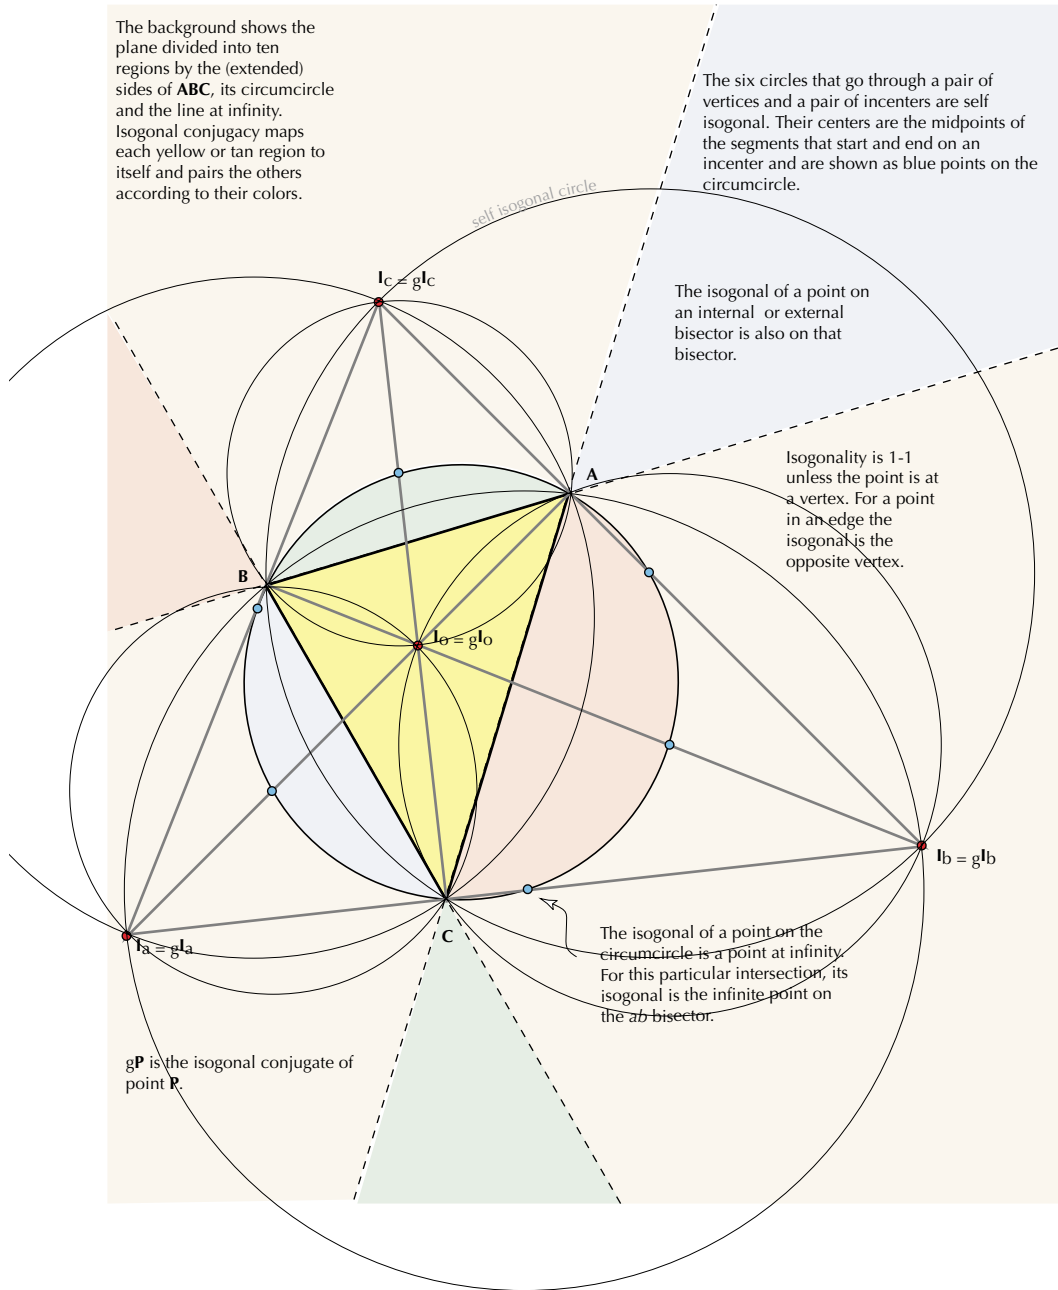 The background shows the
plane divided into ten
regions by the (extended)
sides of ABC, its circumcircle
and the line at infinity.
Isogonal conjugacy maps
each yellow or tan region to
itself and pairs the others
according to their colors.
The six circles that go through a pair of
vertices and a pair of incenters are self
isogonal. Their centers are the midpoints of
the segments that start and end on an
incenter and are shown as blue points on the
circumcircle.
self isogonal circle
Ic = gIc
The isogonal of a point on
an internal or external
bisector is also on that
bisector.
A
Isogonality is 1-1
unless the point is at
a vertex. For a point
in an edge the
isogonal is the
opposite vertex.
B
Io = gIo
Ib = gIb
C
Ia = gIa
The isogonal of a point on the
circumcircle is a point at infinity.
For this particular intersection, its
isogonal is the infinite point on
the ab bisector.
gP is the isogonal conjugate of
point P.